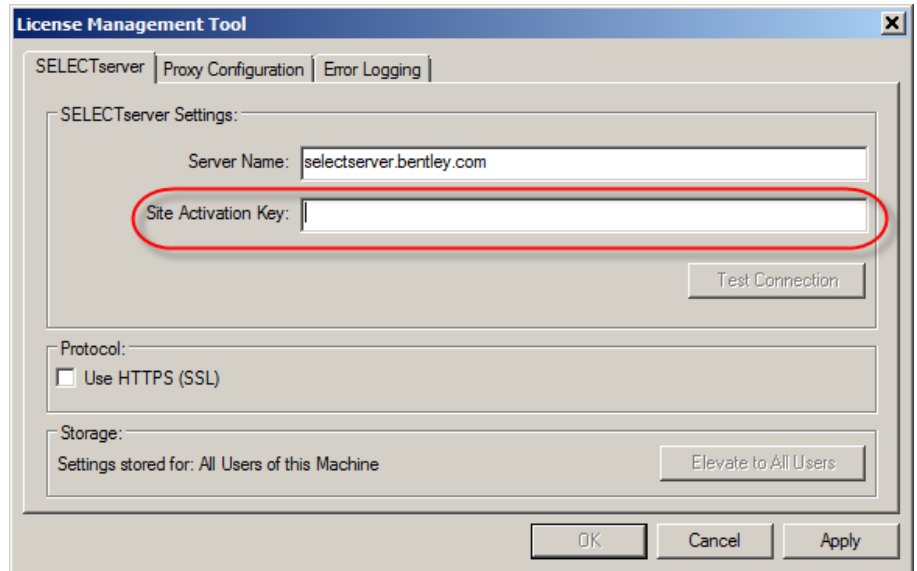 License Management Tool
SELECTserver Proxy Configuration Error Logging
SELECTserver Settings:
Server Name: selectserver.bentley.com
Site Activation Key:
Test Connection
Protocol:
Use HTTPS (SSL)
Storage:
Settings stored for: All Users of this Machine Elevate to All Users
OK Cancel Apply